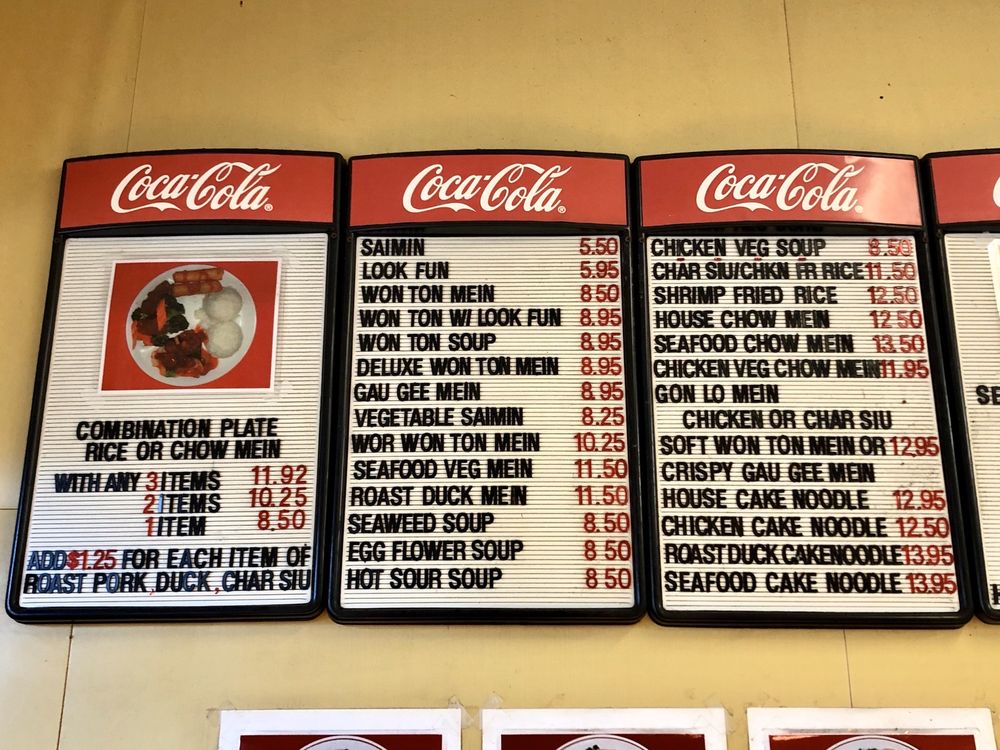 Coca-Cola®
COMBINATION PLATE
RICE OR CHOW MEIN
WITH ANY 3 ITEMS 11.92
2 ITEMS 10.25
1 ITEM 8.50
ADD $1.25 FOR EACH ITEM OF
ROAST PORK, DUCK, CHAR SIU
Coca-Cola®
SAIMIN 5.50
LOOK FUN 5.95
WON TON MEIN 8 50
WON TON W/ LOOK FUN 8.95
WON TON SOUP 8.95
DELUXE WON TON MEIN 8.95
GAU GEE MEIN 8.95
VEGETABLE SAIMIN 8.25
WOR WON TON MEIN 10.25
SEAFOOD VEG MEIN 11.50
ROAST DUCK MEIN 11.50
SEAWEED SOUP 8.50
EGG FLOWER SOUP 8 50
HOT SOUR SOUP 8 50
Coca-Cola®
CHICKEN VEG SOUP 8.50
CHAR SIU/CHKN FR RICE 11.50
SHRIMP FRIED RICE 12.50
HOUSE CHOW MEIN 12 50
SEAFOOD CHOW MEIN 13.50
CHICKEN VEG CHOW MEIN 11.95
GON LO MEIN
CHICKEN OR CHAR SIU
SOFT WON TON MEIN OR 12.95
CRISPY GAU GEE MEIN
HOUSE CAKE NOODLE 12.95
CHICKEN CAKE NOODLE 12.50
ROAST DUCK CAKENOODLE 13.95
SEAFOOD CAKE NOODLE 13.95
SE